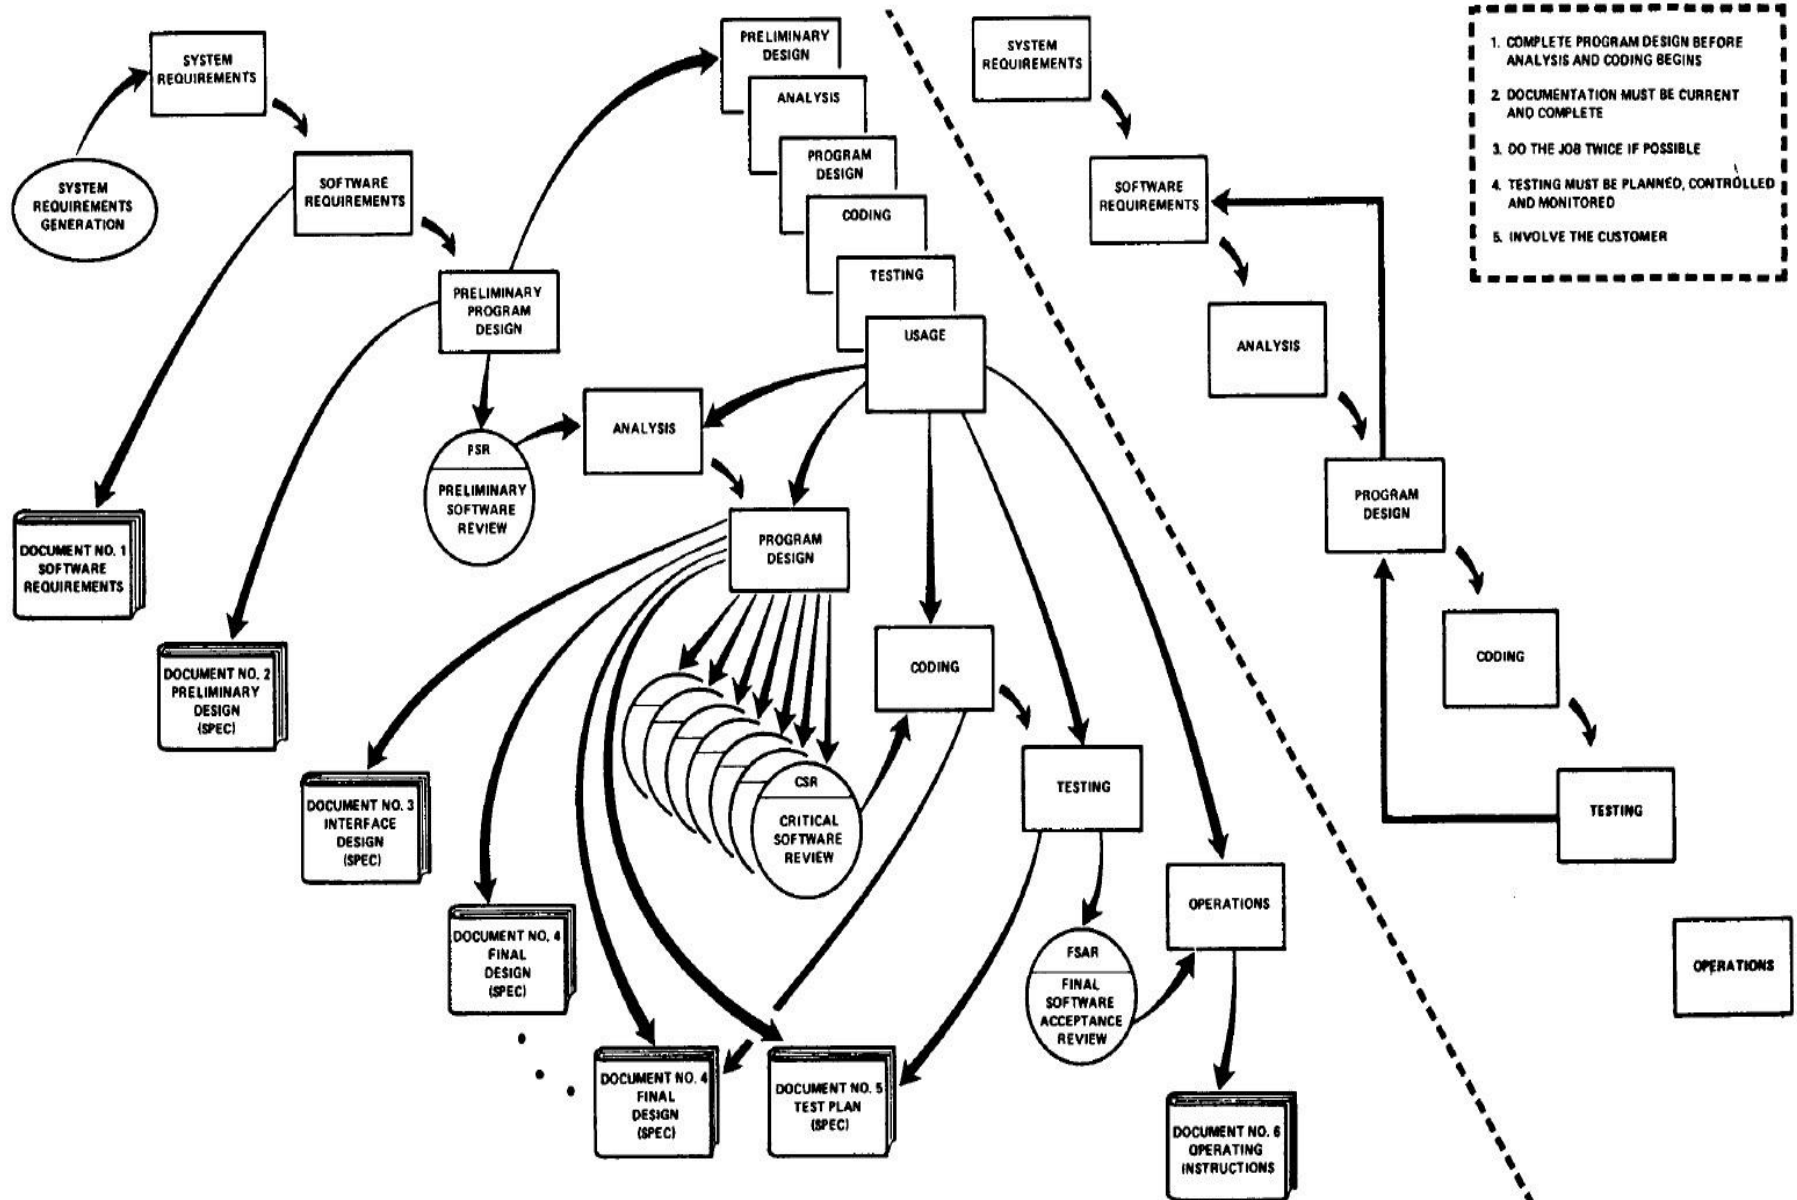 SYSTEM
REQUIREMENTS
SYSTEM
REQUIREMENTS
GENERATION
SOFTWARE
REQUIREMENTS
PRELIMINARY
PROGRAM
DESIGN
PRELIMINARY
DESIGN
ANALYSIS
PROGRAM
DESIGN
CODING
TESTING
USAGE
PSR
PRELIMINARY
SOFTWARE
REVIEW
ANALYSIS
PROGRAM
DESIGN
DOCUMENT NO. 1
SOFTWARE
REQUIREMENTS
DOCUMENT NO. 2
PRELIMINARY
DESIGN
(SPEC)
DOCUMENT NO. 3
INTERFACE
DESIGN
(SPEC)
DOCUMENT NO. 4
FINAL
DESIGN
(SPEC)
DOCUMENT NO. 4
FINAL
DESIGN
(SPEC)
DOCUMENT NO. 5
TEST PLAN
(SPEC)
CSR
CRITICAL
SOFTWARE
REVIEW
CODING
TESTING
FSAR
FINAL
SOFTWARE
ACCEPTANCE
REVIEW
OPERATIONS
DOCUMENT NO. 6
OPERATING
INSTRUCTIONS
SYSTEM
REQUIREMENTS
SOFTWARE
REQUIREMENTS
ANALYSIS
PROGRAM
DESIGN
CODING
TESTING
OPERATIONS
1. COMPLETE PROGRAM DESIGN BEFORE
ANALYSIS AND CODING BEGINS
2. DOCUMENTATION MUST BE CURRENT
AND COMPLETE
3. DO THE JOB TWICE IF POSSIBLE
4. TESTING MUST BE PLANNED, CONTROLLED
AND MONITORED
5. INVOLVE THE CUSTOMER